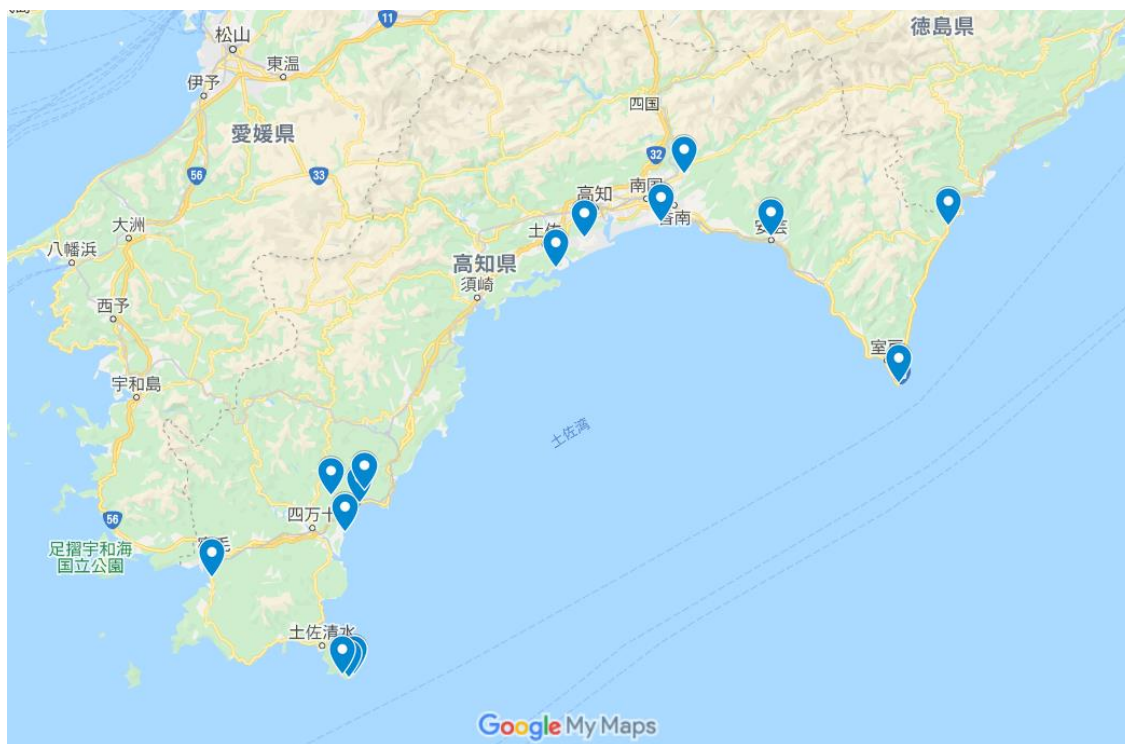 11
松山
徳島県
東温
伊予
四国
愛媛県
32
56
33
南国
高知
香南
大洲
土佐
安芸
八幡浜
高知県
須崎
西予
室戸
宇和島
土佐湾
56
四万十
足摺宇和海
国立公園
土佐清水
Google My Maps